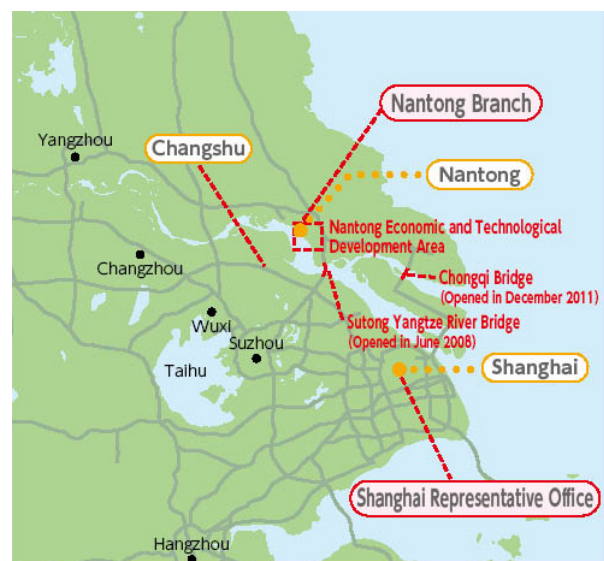 Nantong Branch
Yangzhou
Changshu
Nantong
Nantong Economic and Technological
Development Area
Changzhou
Chongqi Bridge
(Opened in December 2011)
Wuxi
Sutong Yangtze River Bridge
(Opened in June 2008)
Suzhou
Taihu
Shanghai
Shanghai Representative Office
Hangzhou